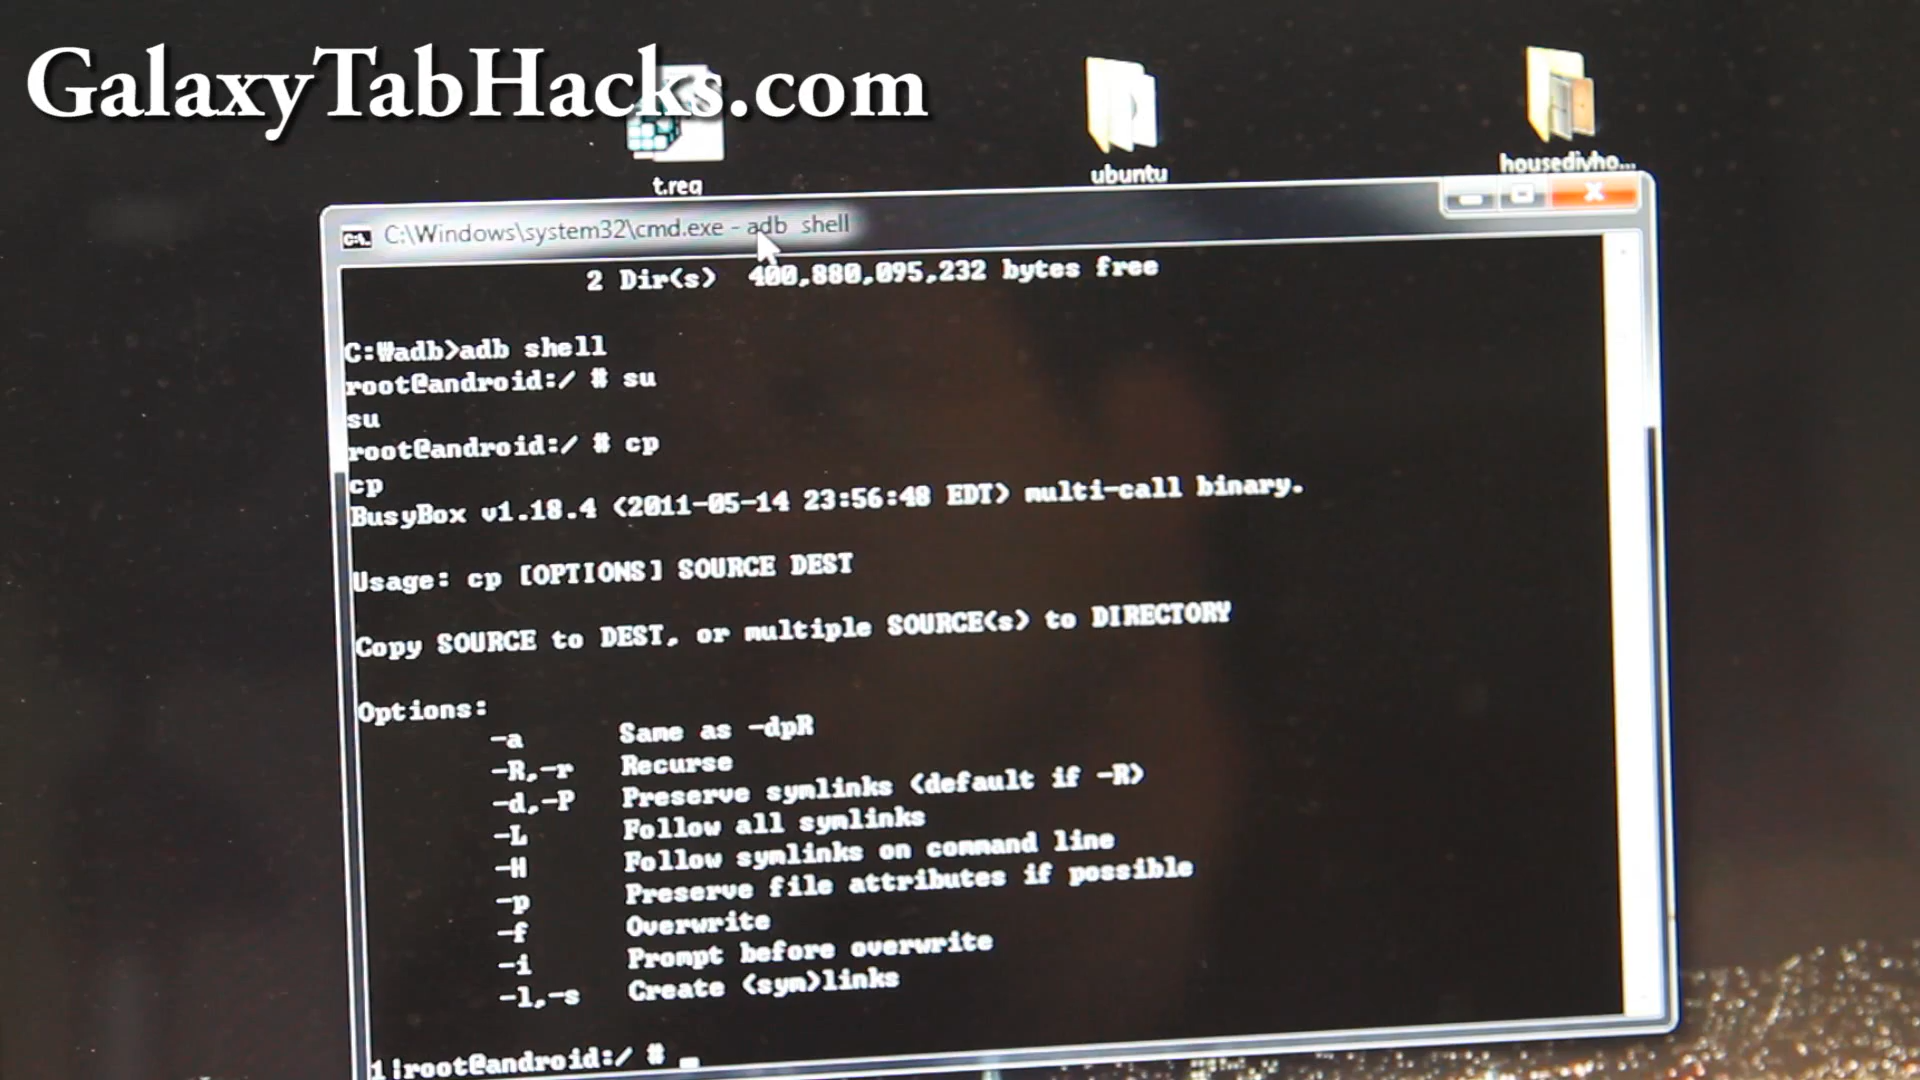 GalaxyTabHacks.com
t.reg
ubuntu
housedivho...
C:\Windows\system32\cmd.exe - adb  shell
2 Dir(s)  400,880,095,232 bytes free
C:₩adb>adb shell
root@android:/ # su
su
root@android:/ # cp
cp
BusyBox v1.18.4 (2011-05-14 23:56:48 EDT) multi-call binary.
Usage: cp [OPTIONS] SOURCE DEST
Copy SOURCE to DEST, or multiple SOURCE(s) to DIRECTORY
Options:
-a Same as -dpR
-R,-r Recurse
-d,-P Preserve symlinks (default if -R)
-L Follow all symlinks
-H Follow symlinks on command line
-p Preserve file attributes if possible
-f Overwrite
-i Prompt before overwrite
-l,-s Create (sym)links
1|root@android:/ #